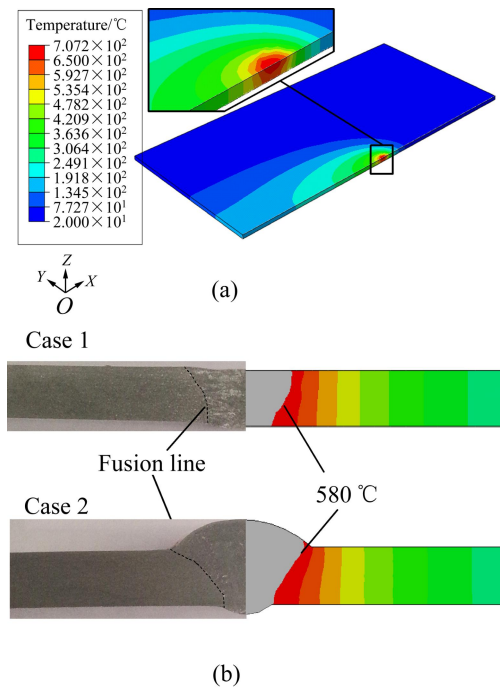 (a)
Temperature/℃
7.072×10²
6.500×10²
5.927×10²
5.354×10²
4.782×10²
4.209×10²
3.636×10²
3.064×10²
2.491×10²
1.918×10²
1.345×10²
7.727×10¹
2.000×10¹
Z
Y
X
O
(a)
Case 1
Fusion line
580 ℃
Case 2
(b)